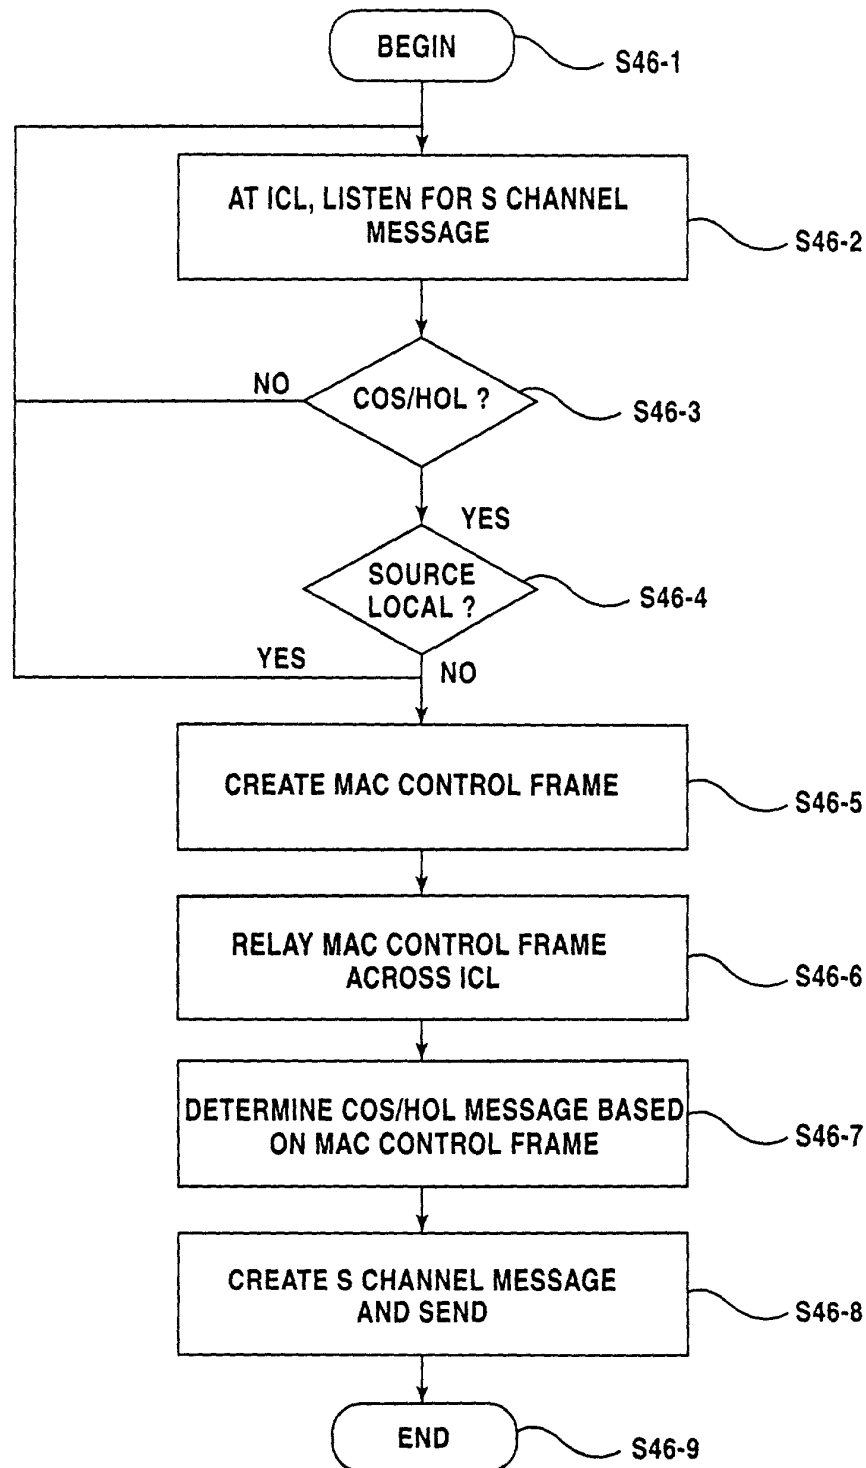 BEGIN
S46-1
AT ICL, LISTEN FOR S CHANNEL
MESSAGE
S46-2
NO
COS/HOL ?
S46-3
YES
SOURCE
LOCAL ?
S46-4
YES
NO
CREATE MAC CONTROL FRAME
S46-5
RELAY MAC CONTROL FRAME
ACROSS ICL
S46-6
DETERMINE COS/HOL MESSAGE BASED
ON MAC CONTROL FRAME
S46-7
CREATE S CHANNEL MESSAGE
AND SEND
S46-8
END
S46-9